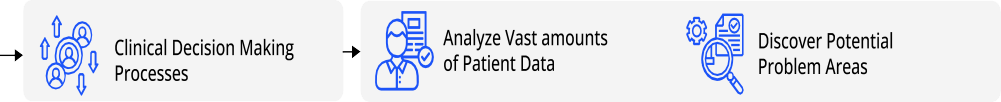 Clinical Decision Making
Processes
Analyze Vast amounts
of Patient Data
Discover Potential
Problem Areas